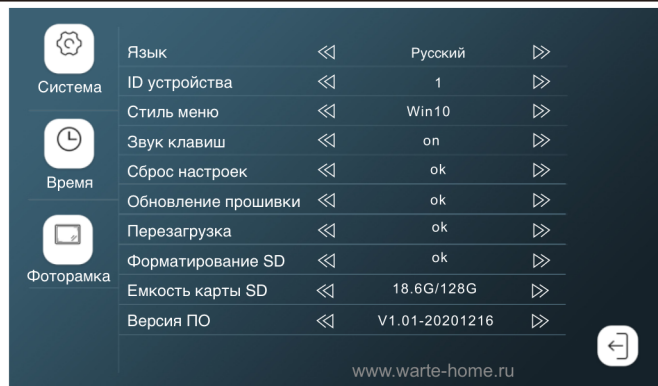 Система
Время
Фоторамка
Язык Русский
ID устройства 1
Стиль меню Win10
Звук клавиш on
Сброс настроек ok
Обновление прошивки ok
Перезагрузка ok
Форматирование SD ok
Емкость карты SD 18.6G/128G
Версия ПО V1.01-20201216
www.warte-home.ru